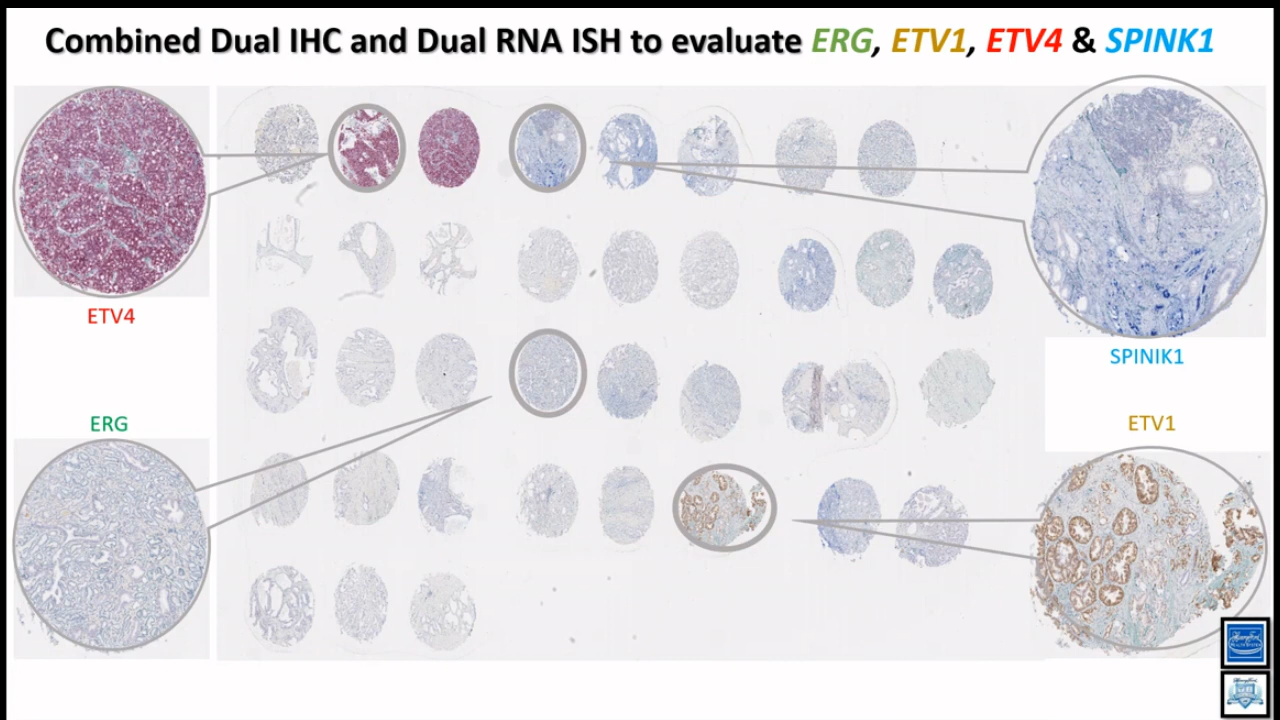 Combined Dual IHC and Dual RNA ISH to evaluate ERG, ETV1, ETV4 & SPINK1
ETV4
SPINIK1
ERG
ETV1